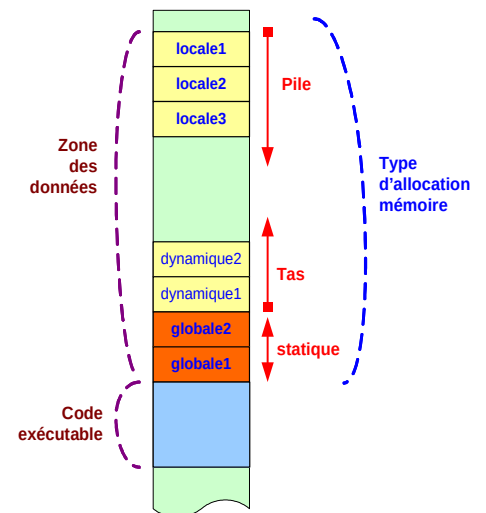 locale1
locale2
locale3
Pile
Zone
des
données
Type
d'allocation
mémoire
dynamique2
dynamique1
Tas
globale2
globale1
statique
Code
exécutable